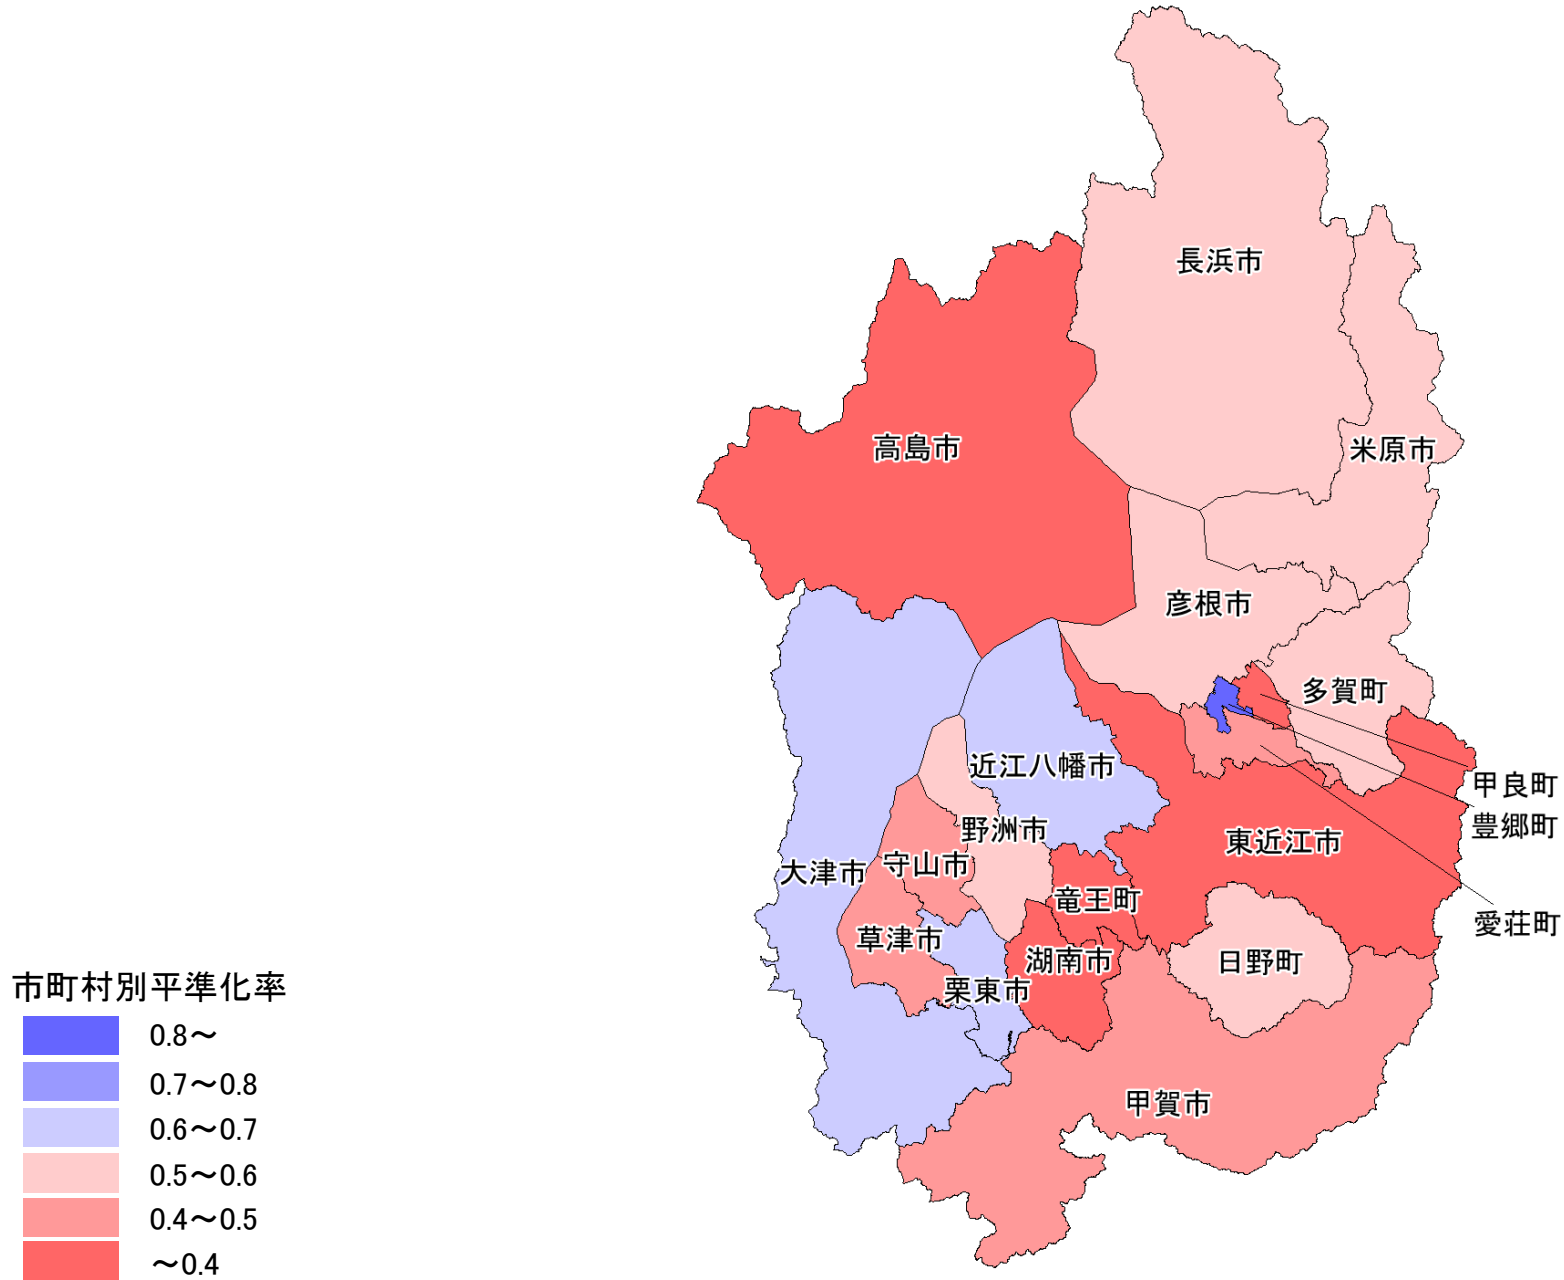 長浜市
米原市
高島市
彦根市
多賀町
近江八幡市
甲良町
豊郷町
野洲市
東近江市
守山市
大津市
竜王町
愛荘町
草津市
湖南市
日野町
栗東市
甲賀市
市町村別平準化率
0.8～
0.7～0.8
0.6～0.7
0.5～0.6
0.4～0.5
～0.4